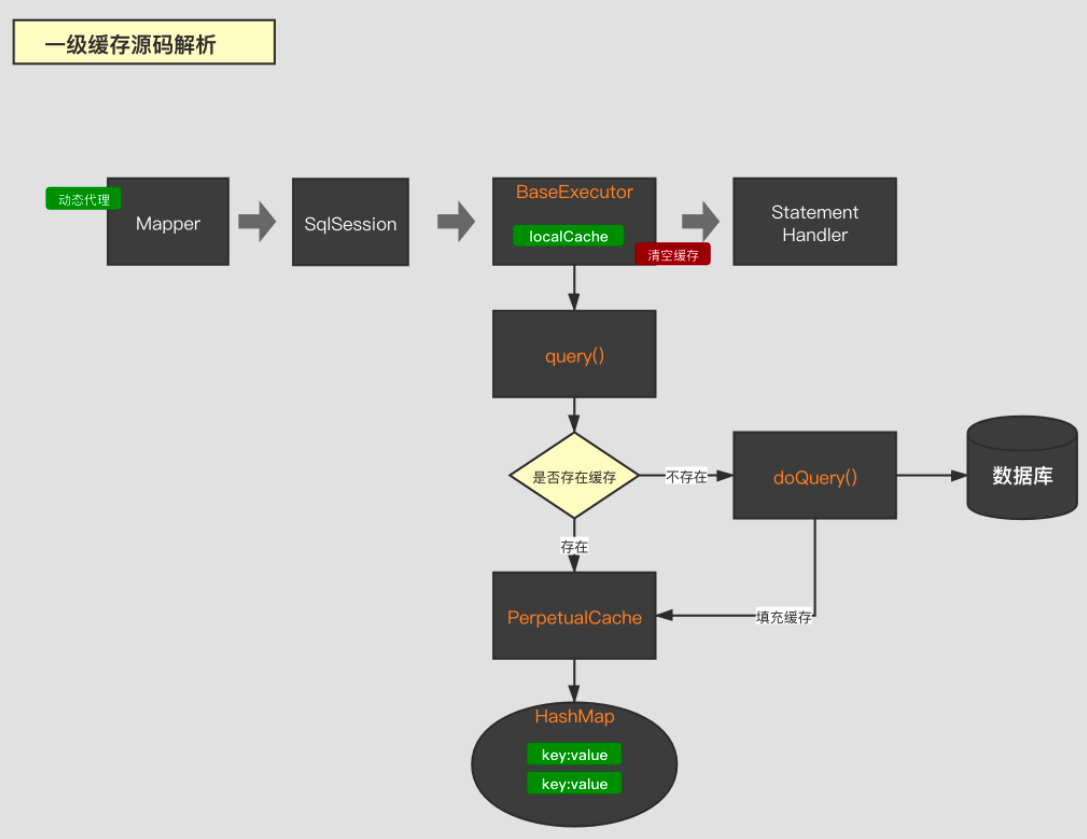 一级缓存源码解析
动态代理
Mapper
SqlSession
BaseExecutor
localCache
清空缓存
Statement
Handler
query()
是否存在缓存
不存在
doQuery()
数据库
存在
PerpetualCache
填充缓存
HashMap
key:value
key:value